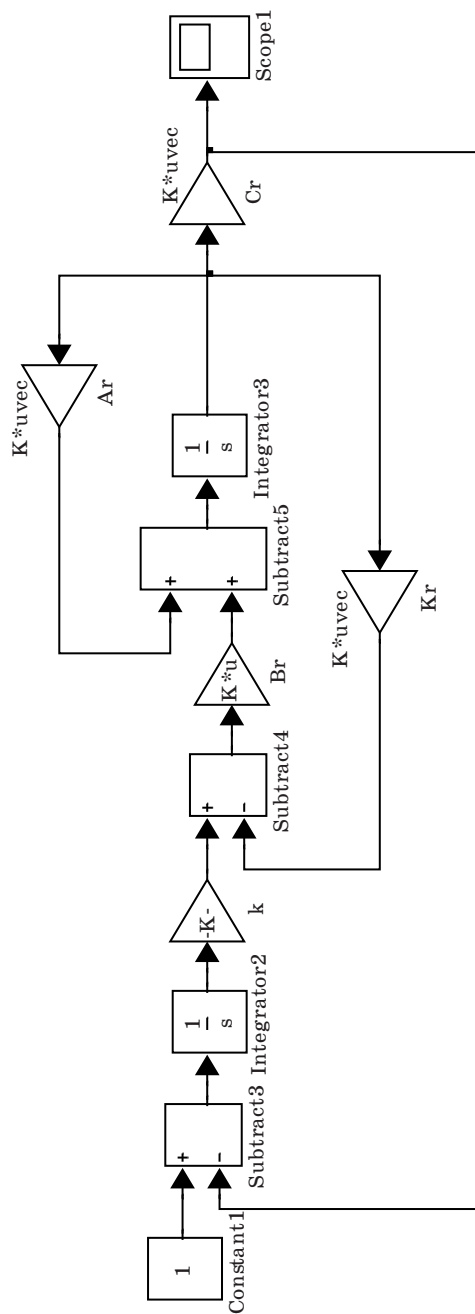 1
Constant1
+
−
Subtract3
1
s
Integrator2
-K-
k
+
−
Subtract4
K*u
Br
+
+
Subtract5
1
s
Integrator3
K*uvec
Ar
K*uvec
Kr
K*uvec
Cr
Scope1